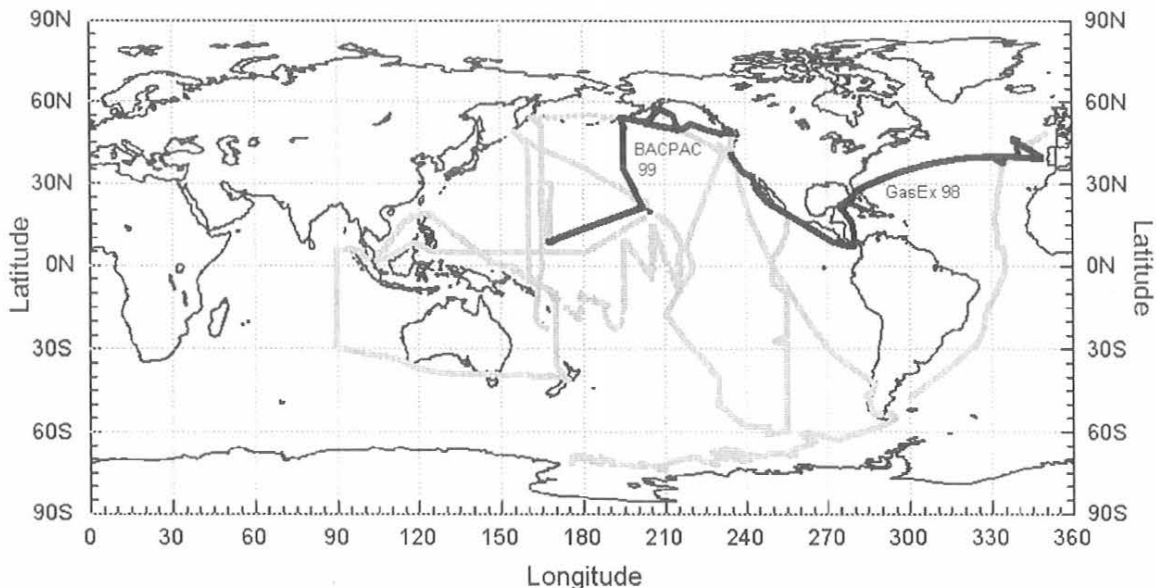 90N 90N
60N 60N
BACPAC
99
30N GasEx 98 30N
Latitude 0N 0N Latitude
30S 30S
60S 60S
90S 90S
0 30 60 90 120 150 180 210 240 270 300 330 360
Longitude